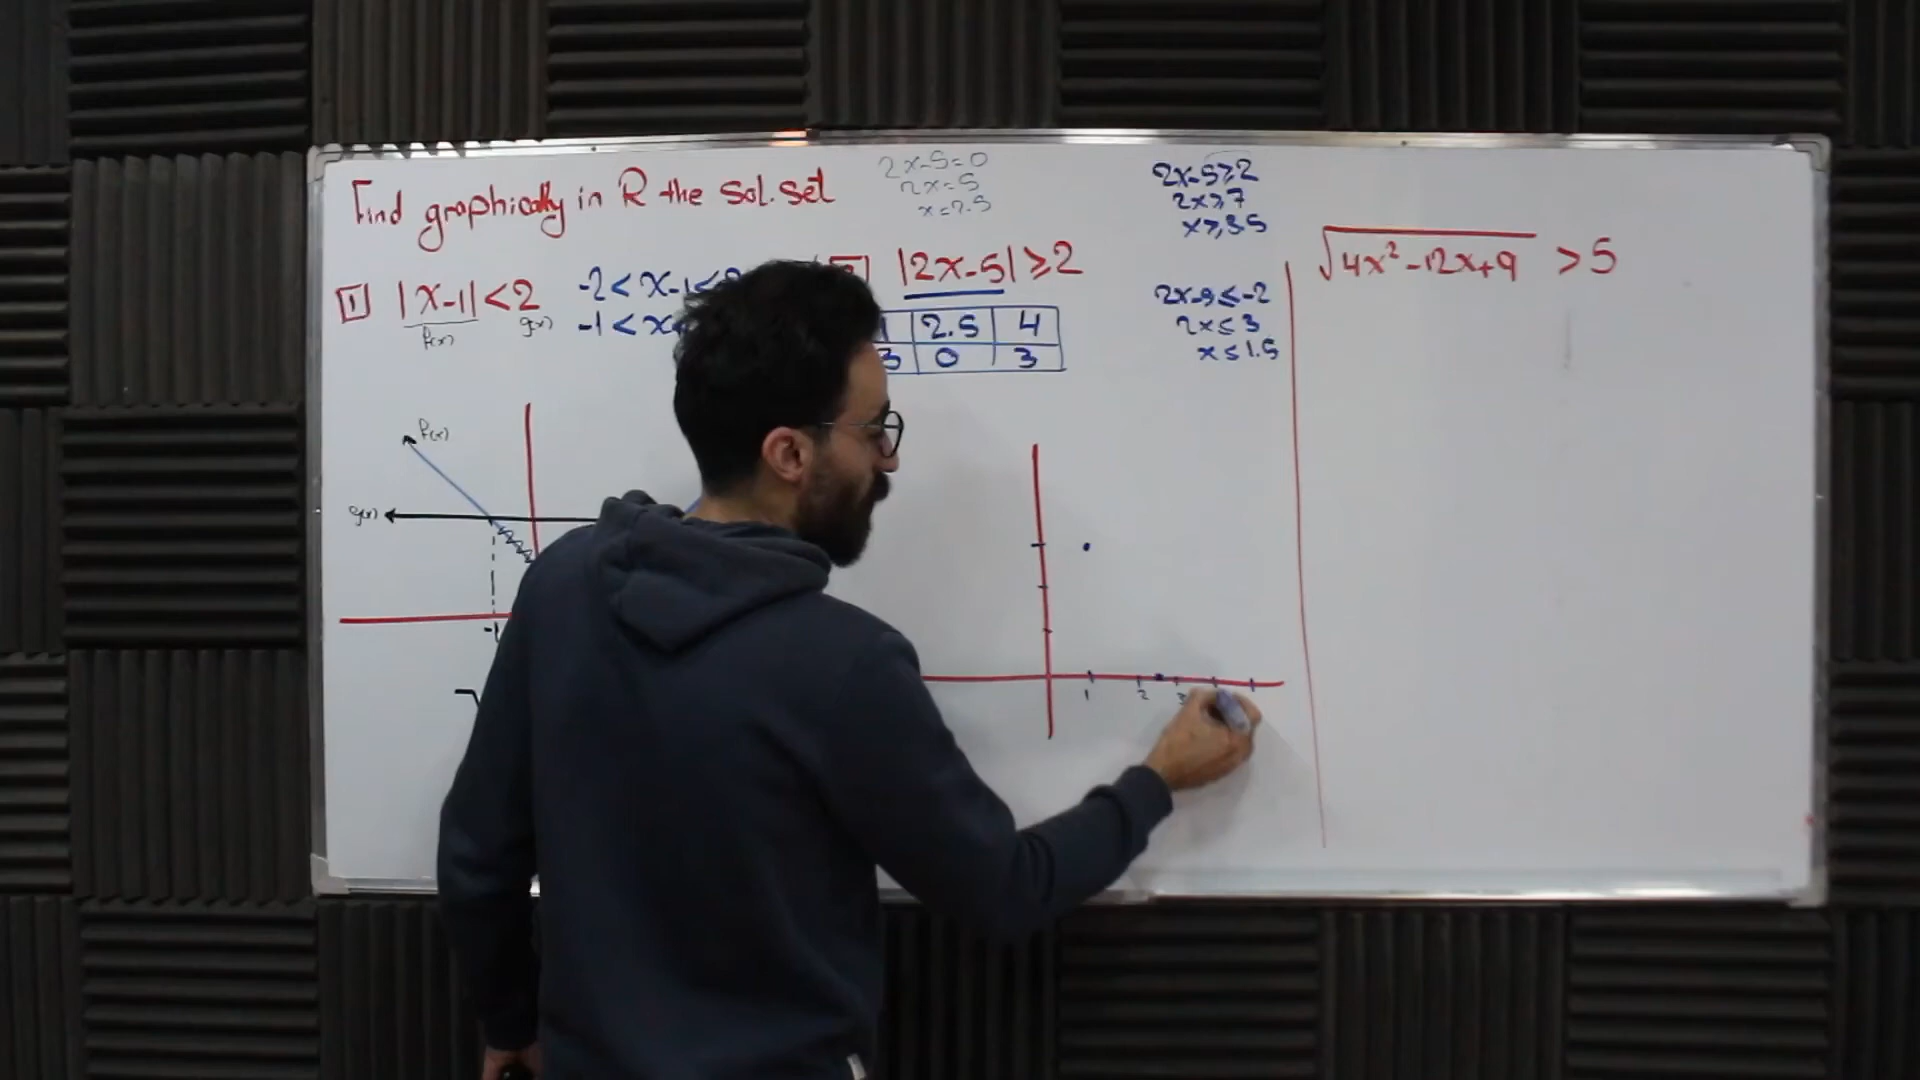 Find graphically in R the sol. set
1 |x-1| < 2
f(x) g(x)
-2 < x-1 <
-1 < x
f(x)
g(x)
-1
2x-5=0
2x=5
x=2.5
|2x-5| ≥ 2
2.5 4
3 0 3
2x-5≥2
2x≥7
x≥3.5
2x-5≤-2
2x≤3
x≤1.5
1 2 3
√4x²-12x+9 > 5